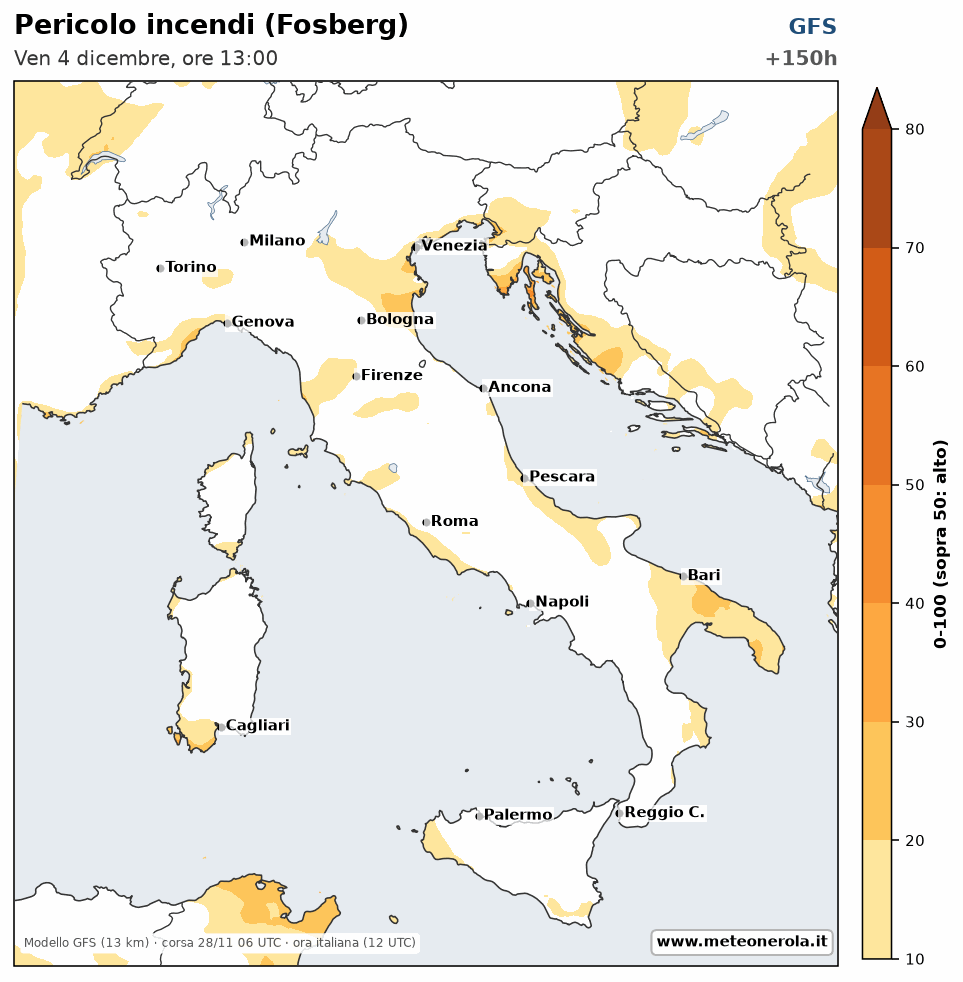 Pericolo incendi (Fosberg)
GFS
Ven 4 dicembre, ore 13:00
+150h
Milano
Venezia
Torino
Genova
Bologna
Firenze
Ancona
Pescara
Roma
Bari
Napoli
Cagliari
Palermo
Reggio C.
80
70
60
50
40
30
20
10
0-100 (sopra 50: alto)
Modello GFS (13 km) · corsa 28/11 06 UTC · ora italiana (12 UTC)
www.meteonerola.it